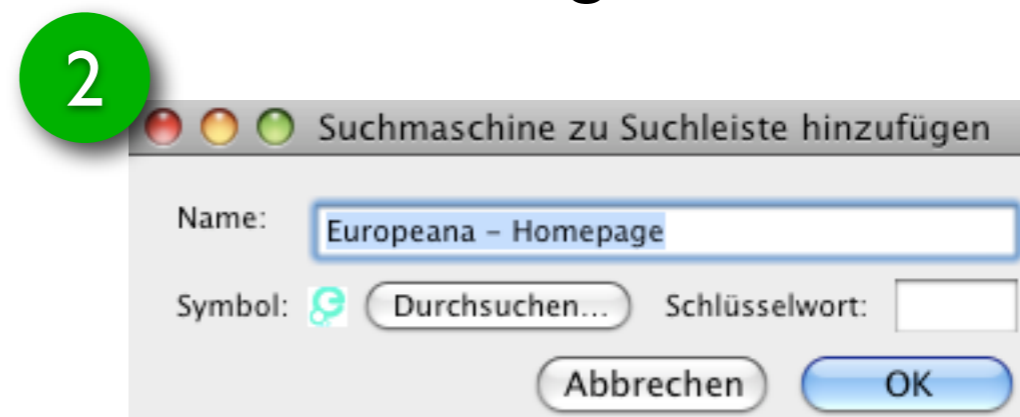 2
Suchmaschine zu Suchleiste hinzufügen
Name: Europeana – Homepage
Symbol: Durchsuchen... Schlüsselwort:
Abbrechen OK